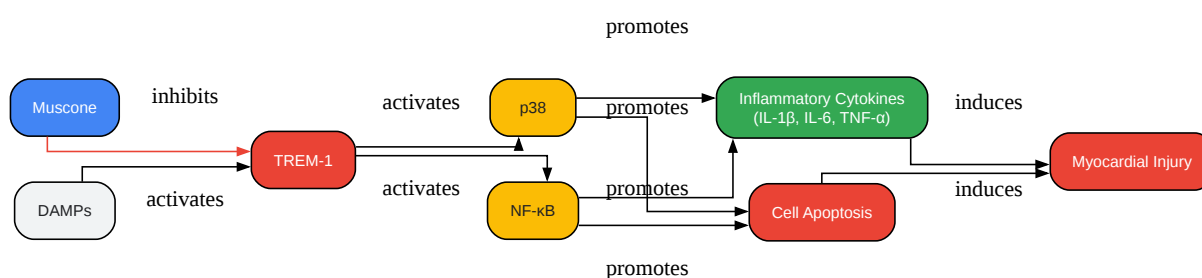 promotes
Muscone
inhibits
activates
p38
promotes
Inflammatory Cytokines
(IL-1β, IL-6, TNF-α)
induces
TREM-1
Myocardial Injury
DAMPs
activates
activates
NF-κB
promotes
Cell Apoptosis
induces
promotes